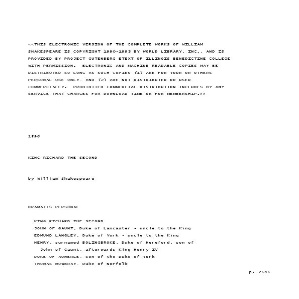 <<THIS ELECTRONIC VERSION OF THE COMPLETE WORKS OF WILLIAM
SHAKESPEARE IS COPYRIGHT 1990-1993 BY WORLD LIBRARY, INC., AND IS
PROVIDED BY PROJECT GUTENBERG ETEXT OF ILLINOIS BENEDICTINE COLLEGE
WITH PERMISSION. ELECTRONIC AND MACHINE READABLE COPIES MAY BE
DISTRIBUTED SO LONG AS SUCH COPIES (1) ARE FOR YOUR OR OTHERS
PERSONAL USE ONLY, AND (2) ARE NOT DISTRIBUTED OR USED
COMMERCIALLY. PROHIBITED COMMERCIAL DISTRIBUTION INCLUDES BY ANY
SERVICE THAT CHARGES FOR DOWNLOAD TIME OR FOR MEMBERSHIP.>>
1596
KING RICHARD THE SECOND
by William Shakespeare
DRAMATIS PERSONAE
KING RICHARD THE SECOND
JOHN OF GAUNT, Duke of Lancaster - uncle to the King
EDMUND LANGLEY, Duke of York - uncle to the King
HENRY, surnamed BOLINGBROKE, Duke of Hereford, son of
John of Gaunt, afterwards King Henry IV
DUKE OF AUMERLE, son of the Duke of York
THOMAS MOWBRAY, Duke of Norfolk
p.